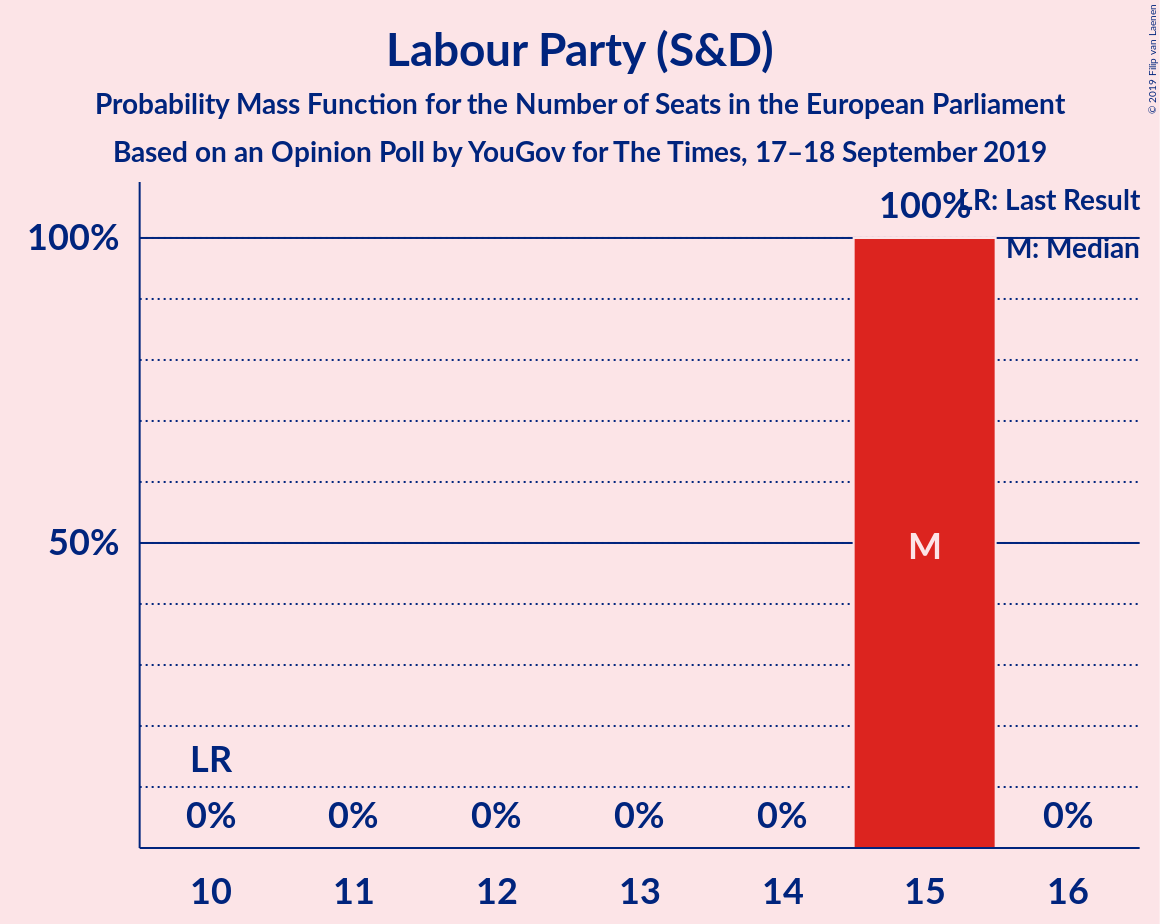 Labour Party (S&D)
Probability Mass Function for the Number of Seats in the European Parliament
Based on an Opinion Poll by YouGov for The Times, 17–18 September 2019
© 2019 Filip van Laenen
LR: Last Result
M: Median
100%
50%
100%
M
LR
0%
0%
0%
0%
0%
0%
10
11
12
13
14
15
16